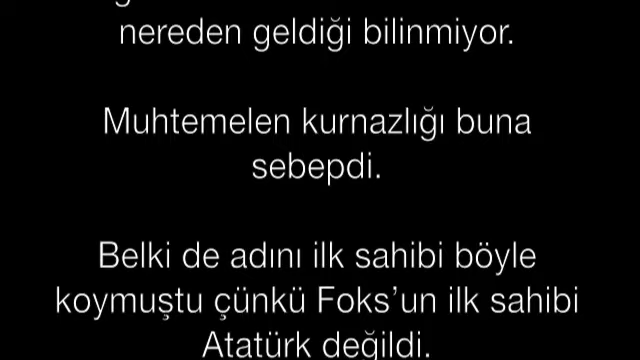 nereden geldiği bilinmiyor.
Muhtemelen kurnazlığı buna
sebepdi.
Belki de adını ilk sahibi böyle
koymuştu çünkü Foks’un ilk sahibi
Atatürk değildi.